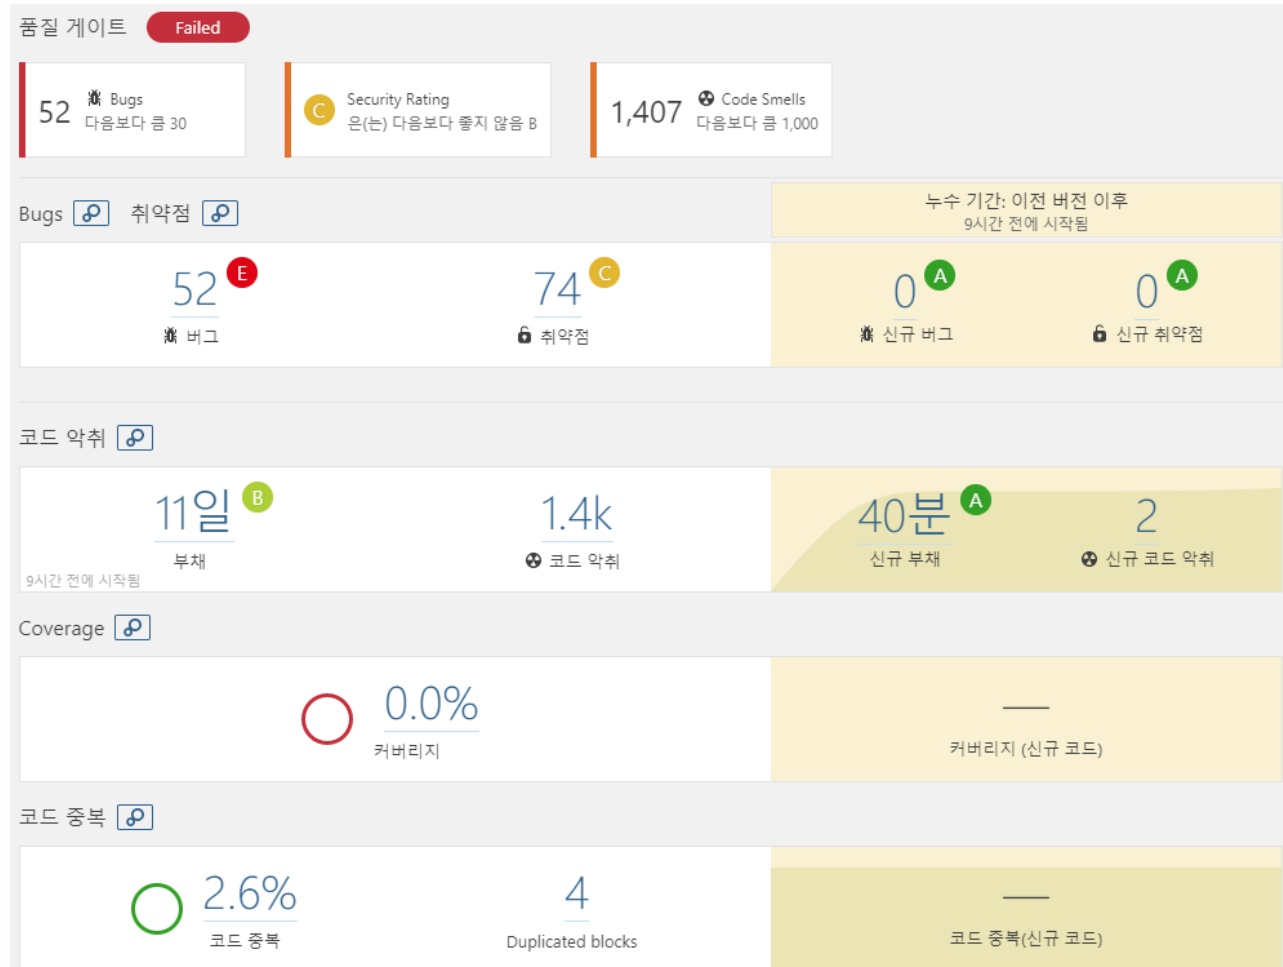 품질 게이트 Failed
52 Bugs
다음보다 큼 30
C Security Rating
은(는) 다음보다 좋지 않음 B
1,407 Code Smells
다음보다 큼 1,000
Bugs 취약점
누수 기간: 이전 버전 이후
9시간 전에 시작됨
52 E
버그
74 C
취약점
0 A
신규 버그
0 A
신규 취약점
코드 악취
11일 B
부채
9시간 전에 시작됨
1.4k
코드 악취
40분 A
신규 부채
2
신규 코드 악취
Coverage
0.0%
커버리지
—
커버리지 (신규 코드)
코드 중복
2.6%
코드 중복
4
Duplicated blocks
—
코드 중복(신규 코드)